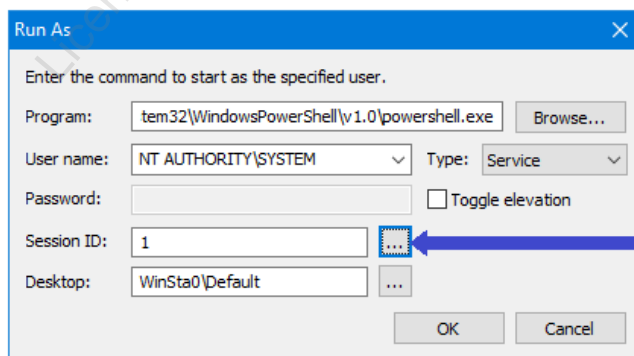 Run As
Enter the command to start as the specified user.
Program: tem32\WindowsPowerShell\v1.0\powershell.exe Browse...
User name: NT AUTHORITY\SYSTEM Type: Service
Password: Toggle elevation
Session ID: 1 ...
Desktop: WinSta0\Default ...
OK Cancel